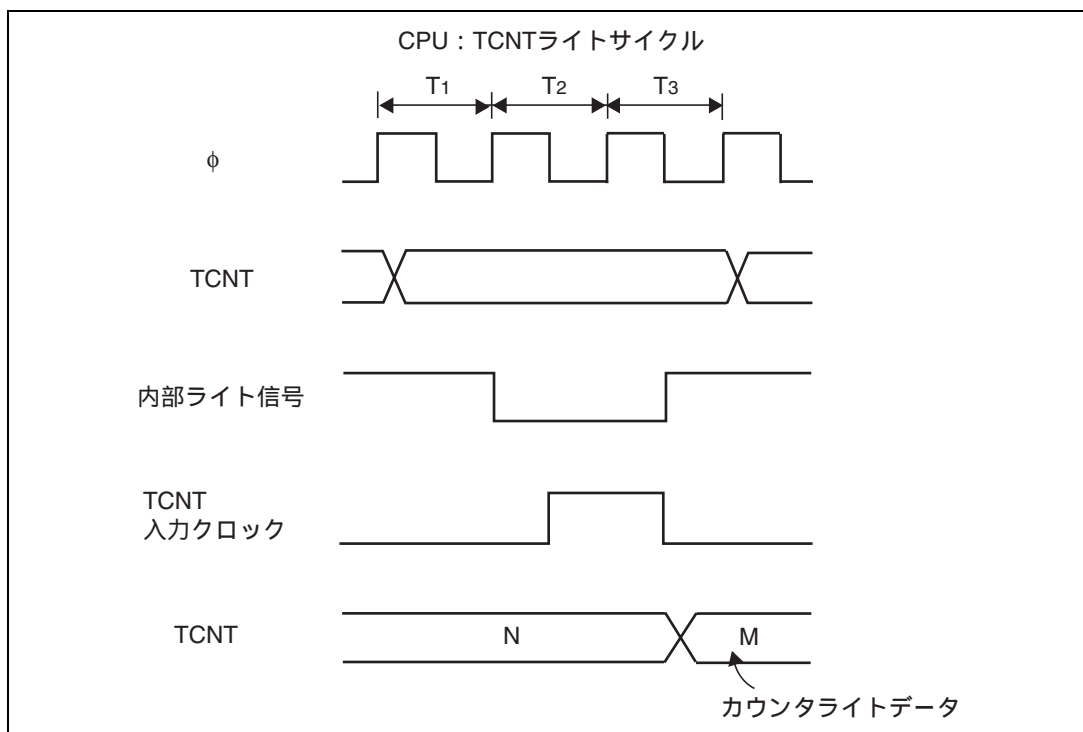 CPU：TCNTライトサイクル
T1 T2 T3
φ
TCNT
内部ライト信号
TCNT
入力クロック
TCNT N M
カウンタライトデータ